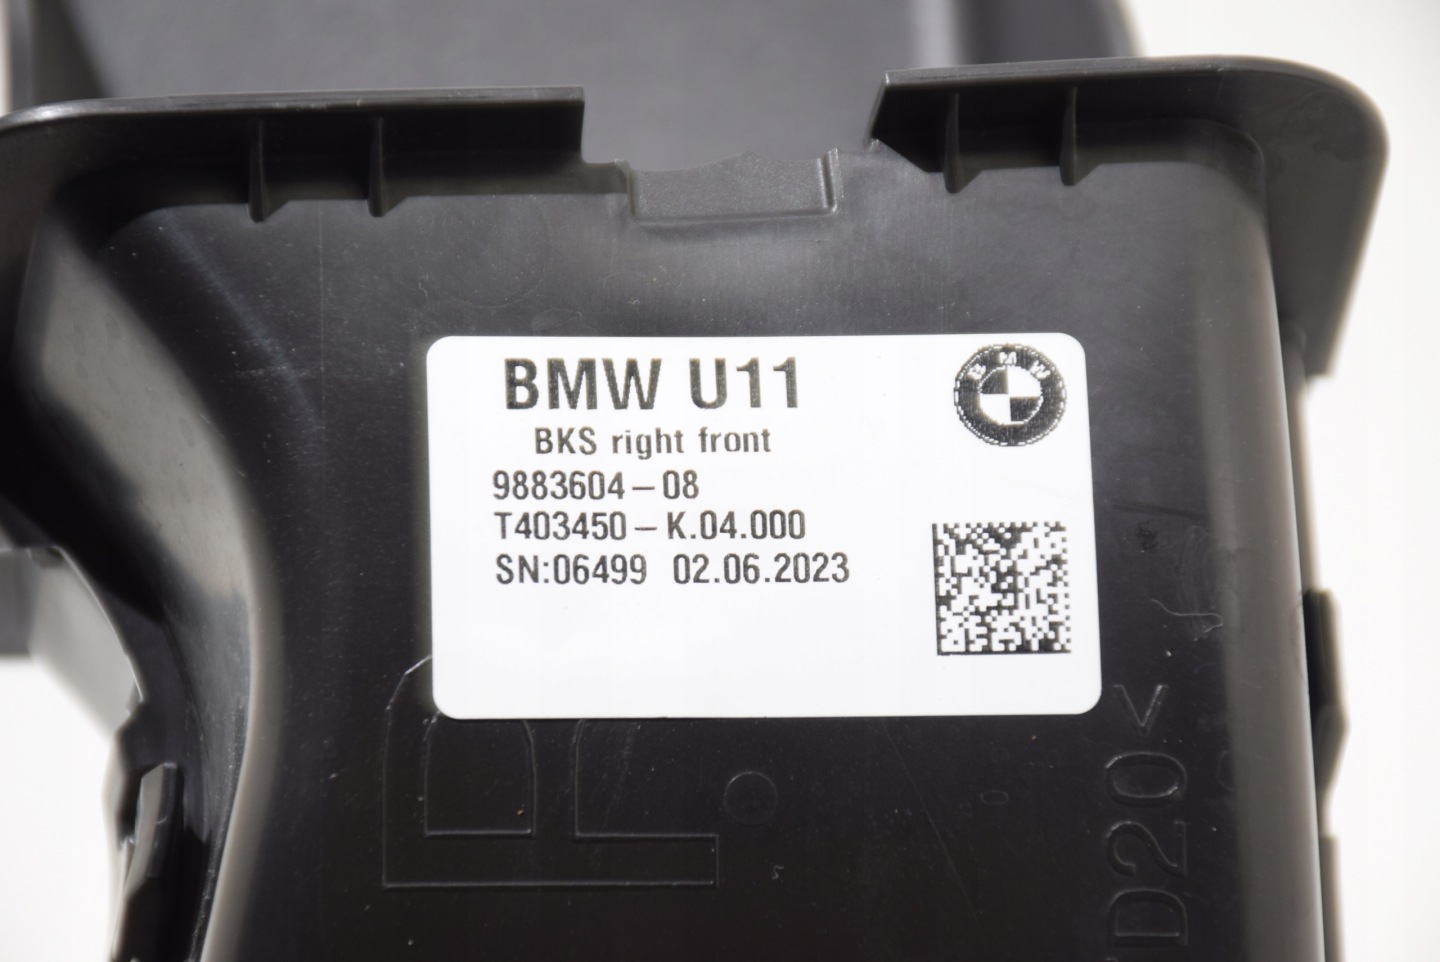 BMW U11
BMW
BKS right front
9883604-08
T403450-K.04.000
SN:06499 02.06.2023
R
D20<